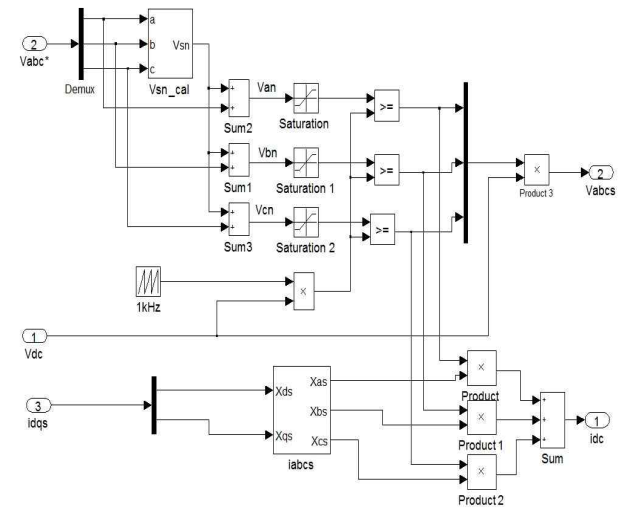 2
Vabc*
Demux
a
b
c
Vsn
Vsn_cal
+
+
Sum2
Van
Saturation
>=
+
+
Sum1
Vbn
Saturation 1
>=
+
+
Sum3
Vcn
Saturation 2
>=
x
Product 3
2
Vabcs
1kHz
x
1
Vdc
3
idqs
Xds
Xqs
Xas
Xbs
Xcs
iabcs
x
Product
x
Product 1
x
Product 2
+
+
+
Sum
1
idc